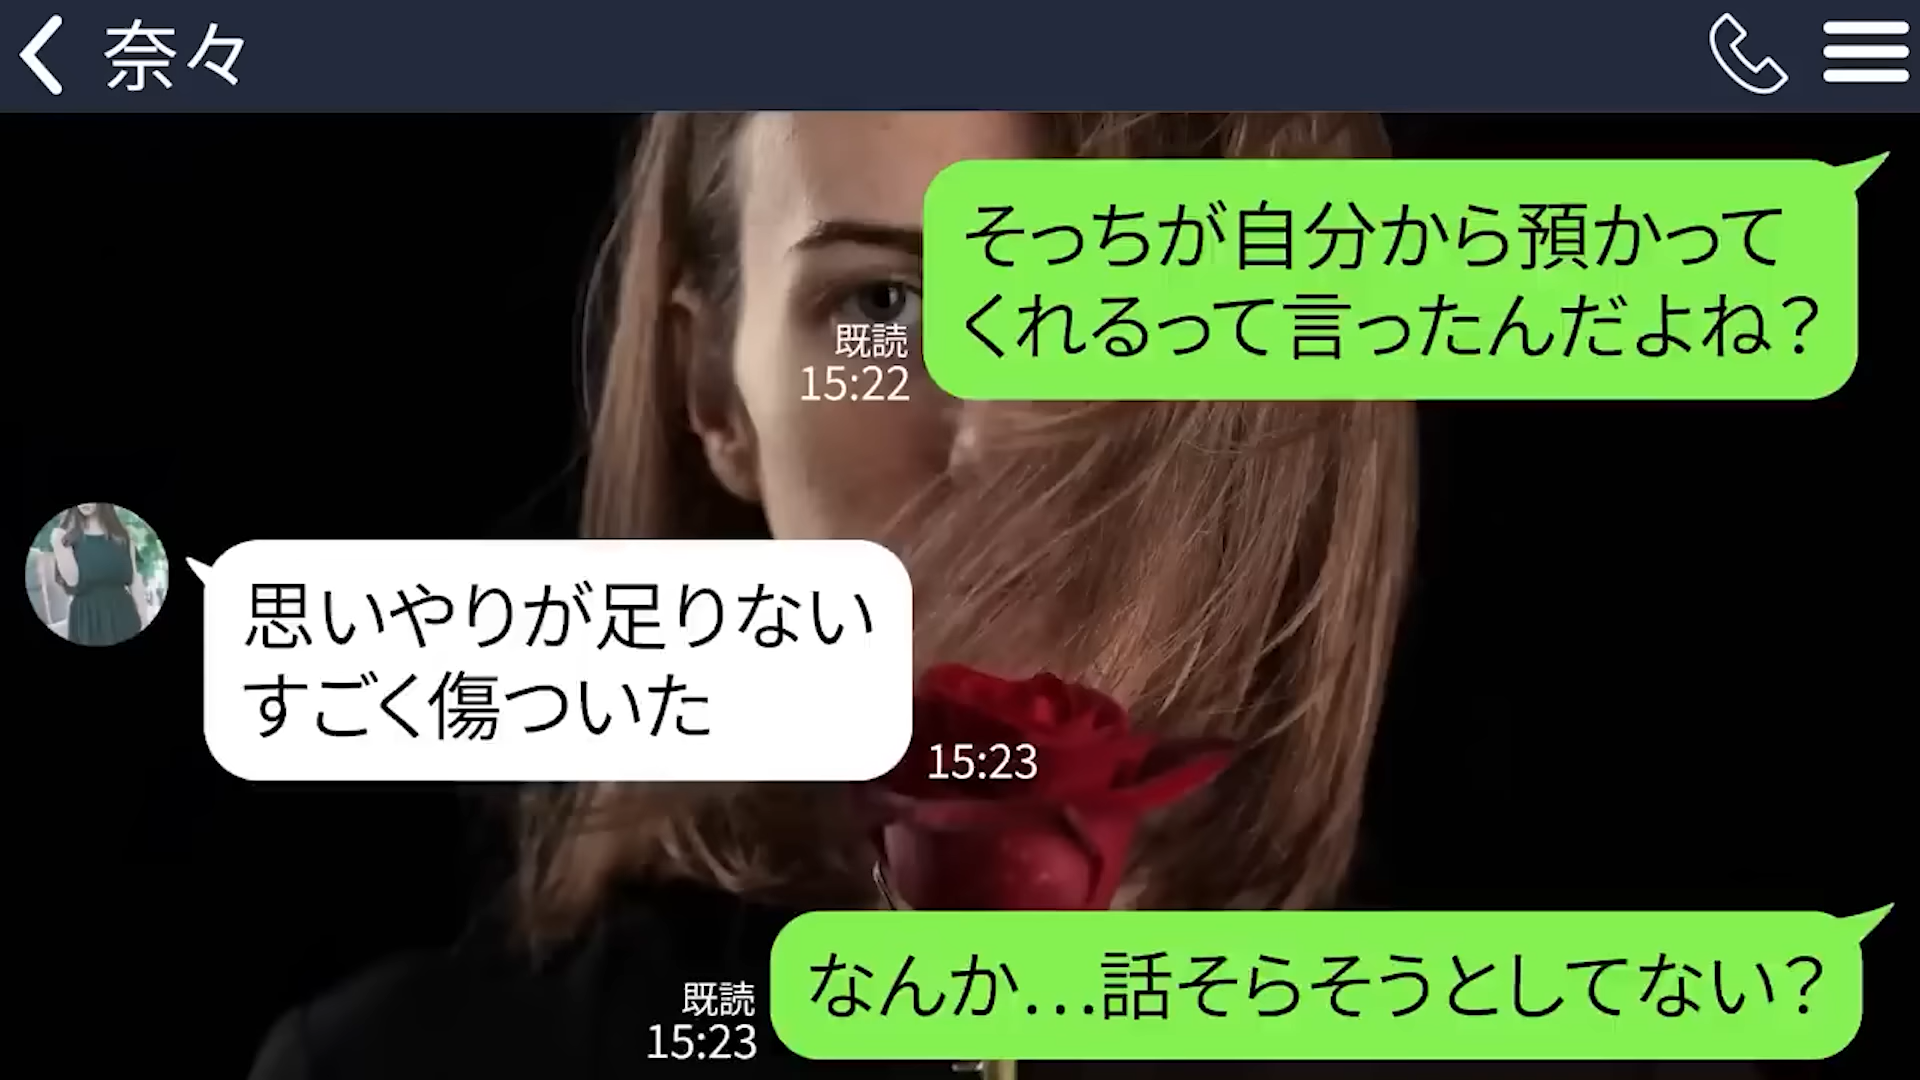 奈々
そっちが自分から預かって
くれるって言ったんだよね？
既読
15:22
思いやりが足りない
すごく傷ついた
15:23
なんか…話そらそうとしてない？
既読
15:23